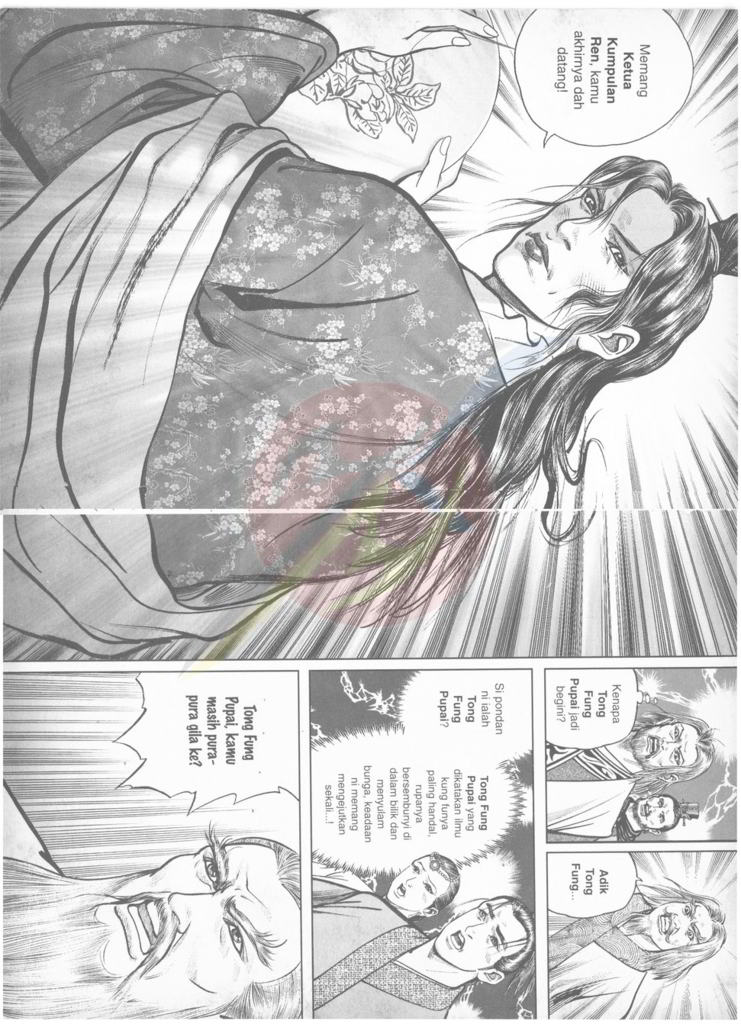 Memang
Ketua
Kumpulan
Ren, kamu
akhirnya dah
datang!
Kenapa
Tong
Fung
Pupai jadi
begini?
Adik
Tong
Fung...
Si pondan
ni ialah
Tong
Fung
Pupai?
Tong Fung
Pupai yang
dikatakan ilmu
kung funya
paling handal,
rupanya
bersembunyi di
dalam bilik dan
menyulam
bunga, keadaan
ni memang
mengejutkan
sekali...!
Tong Fung
Pupai, kamu
masih pura-
pura gila ke?